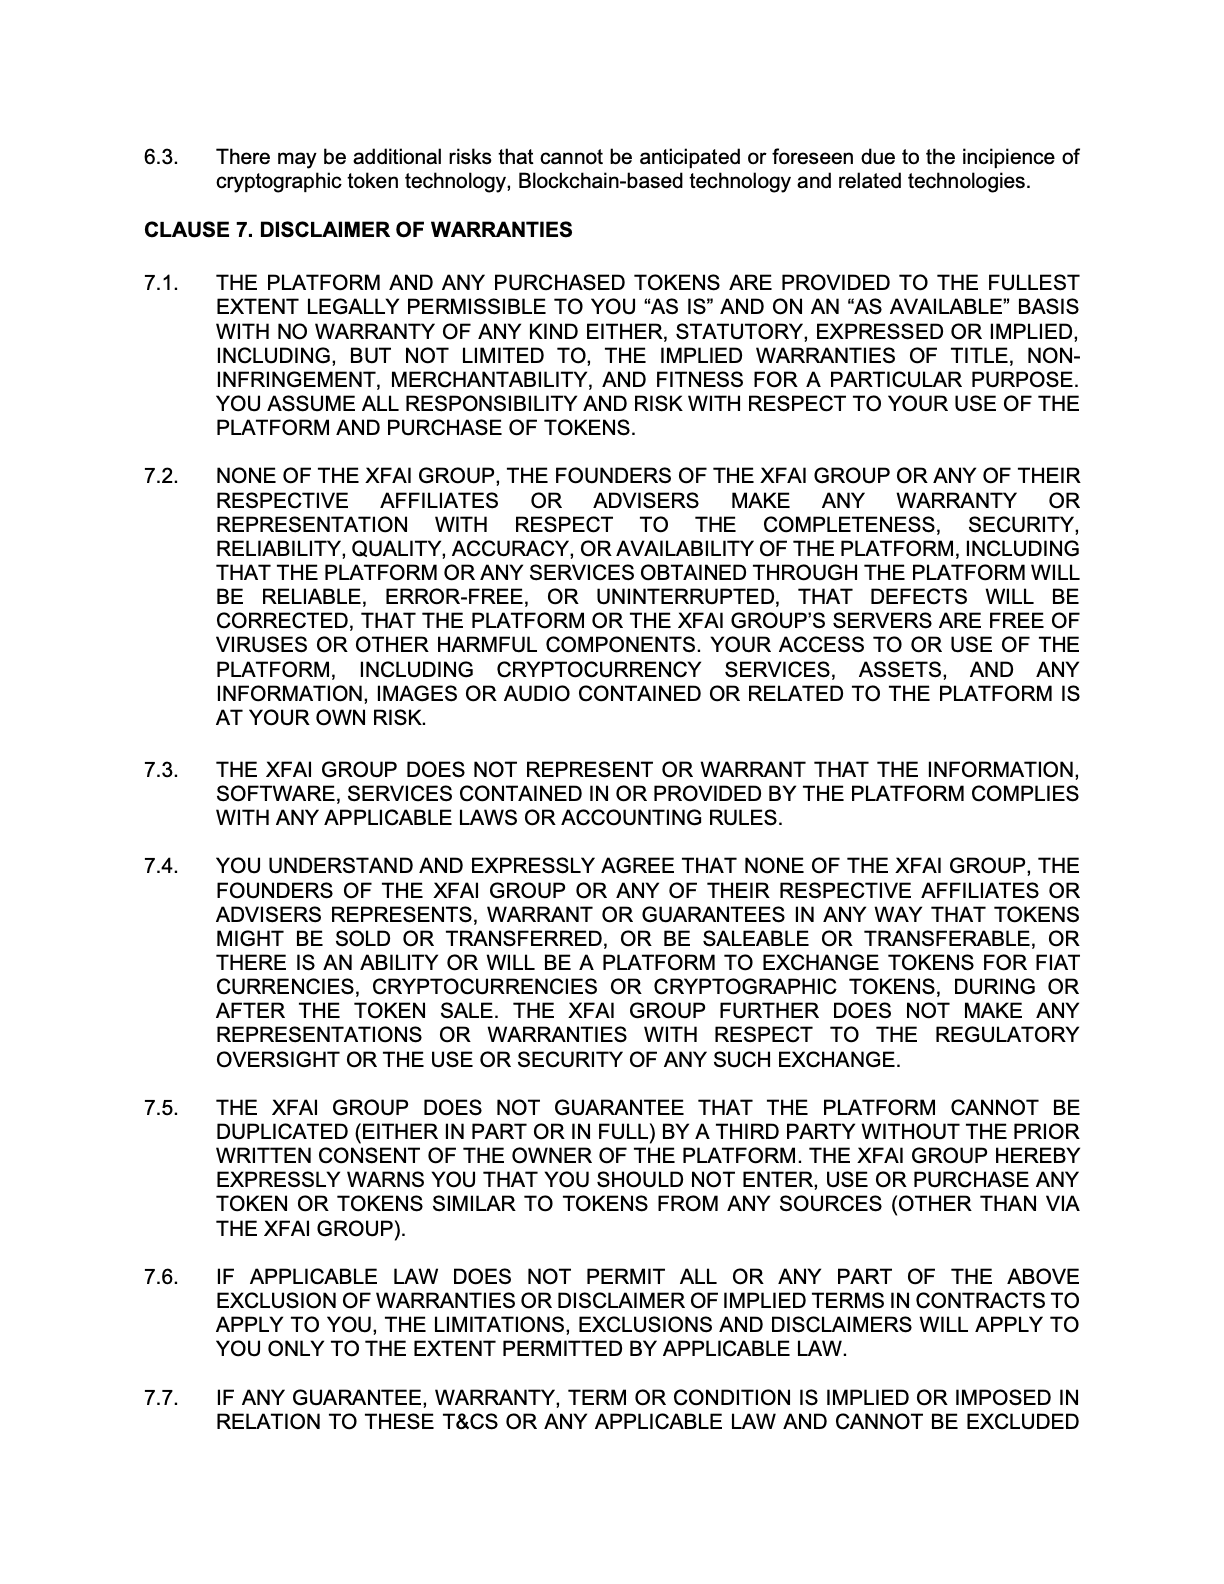 6.3. There may be additional risks that cannot be anticipated or foreseen due to the incipience of
cryptographic token technology, Blockchain-based technology and related technologies.
CLAUSE 7. DISCLAIMER OF WARRANTIES
7.1. THE PLATFORM AND ANY PURCHASED TOKENS ARE PROVIDED TO THE FULLEST
EXTENT LEGALLY PERMISSIBLE TO YOU “AS IS” AND ON AN “AS AVAILABLE” BASIS
WITH NO WARRANTY OF ANY KIND EITHER, STATUTORY, EXPRESSED OR IMPLIED,
INCLUDING, BUT NOT LIMITED TO, THE IMPLIED WARRANTIES OF TITLE, NON-
INFRINGEMENT, MERCHANTABILITY, AND FITNESS FOR A PARTICULAR PURPOSE.
YOU ASSUME ALL RESPONSIBILITY AND RISK WITH RESPECT TO YOUR USE OF THE
PLATFORM AND PURCHASE OF TOKENS.
7.2. NONE OF THE XFAI GROUP, THE FOUNDERS OF THE XFAI GROUP OR ANY OF THEIR
RESPECTIVE AFFILIATES OR ADVISERS MAKE ANY WARRANTY OR
REPRESENTATION WITH RESPECT TO THE COMPLETENESS, SECURITY,
RELIABILITY, QUALITY, ACCURACY, OR AVAILABILITY OF THE PLATFORM, INCLUDING
THAT THE PLATFORM OR ANY SERVICES OBTAINED THROUGH THE PLATFORM WILL
BE RELIABLE, ERROR-FREE, OR UNINTERRUPTED, THAT DEFECTS WILL BE
CORRECTED, THAT THE PLATFORM OR THE XFAI GROUP’S SERVERS ARE FREE OF
VIRUSES OR OTHER HARMFUL COMPONENTS. YOUR ACCESS TO OR USE OF THE
PLATFORM, INCLUDING CRYPTOCURRENCY SERVICES, ASSETS, AND ANY
INFORMATION, IMAGES OR AUDIO CONTAINED OR RELATED TO THE PLATFORM IS
AT YOUR OWN RISK.
7.3. THE XFAI GROUP DOES NOT REPRESENT OR WARRANT THAT THE INFORMATION,
SOFTWARE, SERVICES CONTAINED IN OR PROVIDED BY THE PLATFORM COMPLIES
WITH ANY APPLICABLE LAWS OR ACCOUNTING RULES.
7.4. YOU UNDERSTAND AND EXPRESSLY AGREE THAT NONE OF THE XFAI GROUP, THE
FOUNDERS OF THE XFAI GROUP OR ANY OF THEIR RESPECTIVE AFFILIATES OR
ADVISERS REPRESENTS, WARRANT OR GUARANTEES IN ANY WAY THAT TOKENS
MIGHT BE SOLD OR TRANSFERRED, OR BE SALEABLE OR TRANSFERABLE, OR
THERE IS AN ABILITY OR WILL BE A PLATFORM TO EXCHANGE TOKENS FOR FIAT
CURRENCIES, CRYPTOCURRENCIES OR CRYPTOGRAPHIC TOKENS, DURING OR
AFTER THE TOKEN SALE. THE XFAI GROUP FURTHER DOES NOT MAKE ANY
REPRESENTATIONS OR WARRANTIES WITH RESPECT TO THE REGULATORY
OVERSIGHT OR THE USE OR SECURITY OF ANY SUCH EXCHANGE.
7.5. THE XFAI GROUP DOES NOT GUARANTEE THAT THE PLATFORM CANNOT BE
DUPLICATED (EITHER IN PART OR IN FULL) BY A THIRD PARTY WITHOUT THE PRIOR
WRITTEN CONSENT OF THE OWNER OF THE PLATFORM. THE XFAI GROUP HEREBY
EXPRESSLY WARNS YOU THAT YOU SHOULD NOT ENTER, USE OR PURCHASE ANY
TOKEN OR TOKENS SIMILAR TO TOKENS FROM ANY SOURCES (OTHER THAN VIA
THE XFAI GROUP).
7.6. IF APPLICABLE LAW DOES NOT PERMIT ALL OR ANY PART OF THE ABOVE
EXCLUSION OF WARRANTIES OR DISCLAIMER OF IMPLIED TERMS IN CONTRACTS TO
APPLY TO YOU, THE LIMITATIONS, EXCLUSIONS AND DISCLAIMERS WILL APPLY TO
YOU ONLY TO THE EXTENT PERMITTED BY APPLICABLE LAW.
7.7. IF ANY GUARANTEE, WARRANTY, TERM OR CONDITION IS IMPLIED OR IMPOSED IN
RELATION TO THESE T&CS OR ANY APPLICABLE LAW AND CANNOT BE EXCLUDED